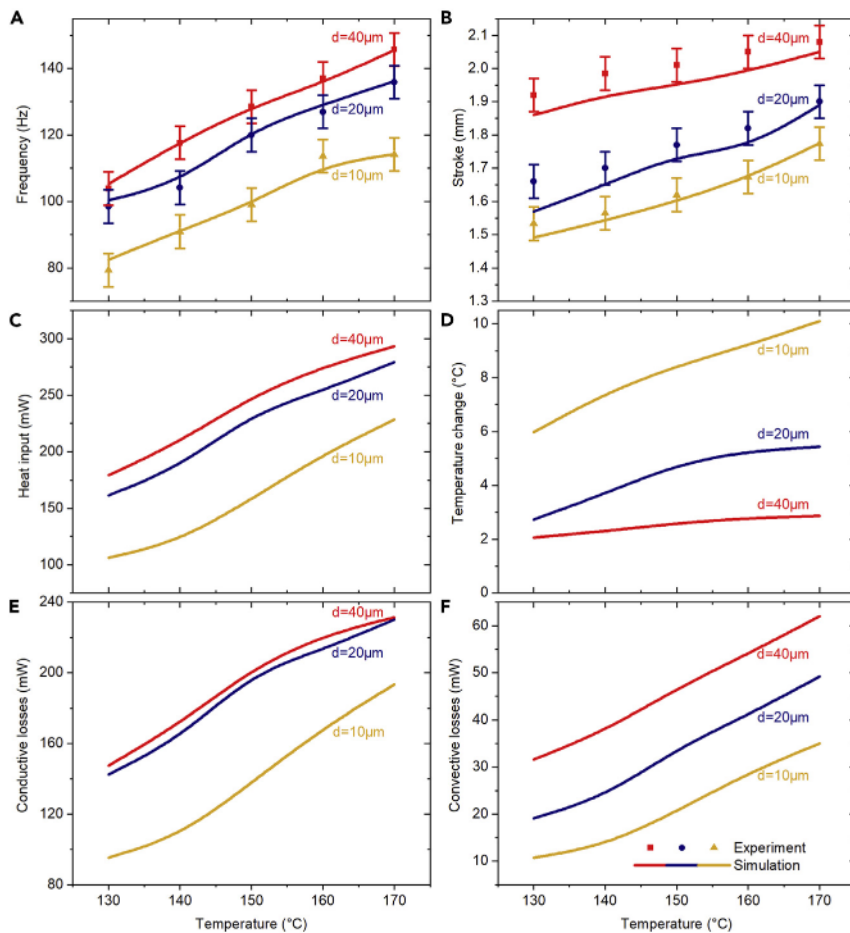 A
Frequency (Hz)
140
120
100
80
d=40μm
d=20μm
d=10μm
B
Stroke (mm)
2.1
2.0
1.9
1.8
1.7
1.6
1.5
1.4
1.3
d=40μm
d=20μm
d=10μm
C
Heat input (mW)
300
250
200
150
100
d=40μm
d=20μm
d=10μm
D
Temperature change (°C)
10
8
6
4
2
0
d=10μm
d=20μm
d=40μm
E
Conductive losses (mW)
240
200
160
120
80
d=40μm
d=20μm
d=10μm
130
140
150
160
170
Temperature (°C)
F
Convective losses (mW)
60
50
40
30
20
10
d=40μm
d=20μm
d=10μm
Experiment
Simulation
130
140
150
160
170
Temperature (°C)